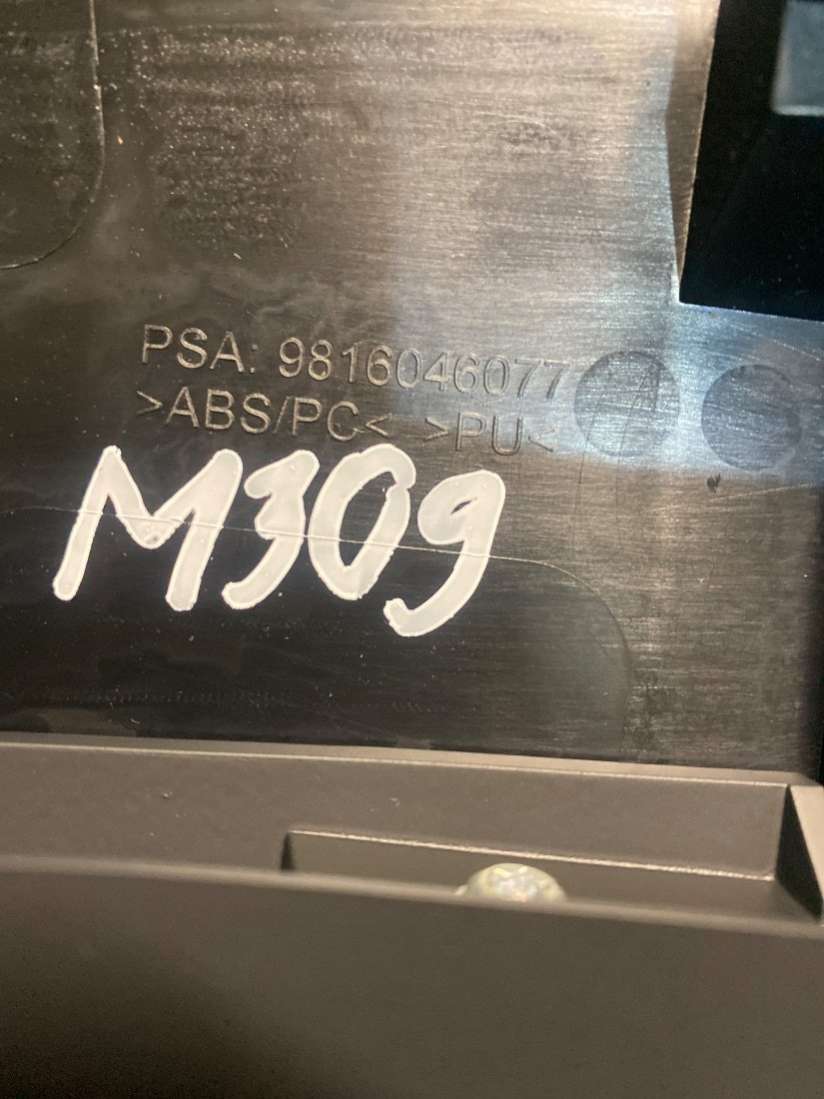 PSA: 9816046077
>ABS/PC< >PU<
M309